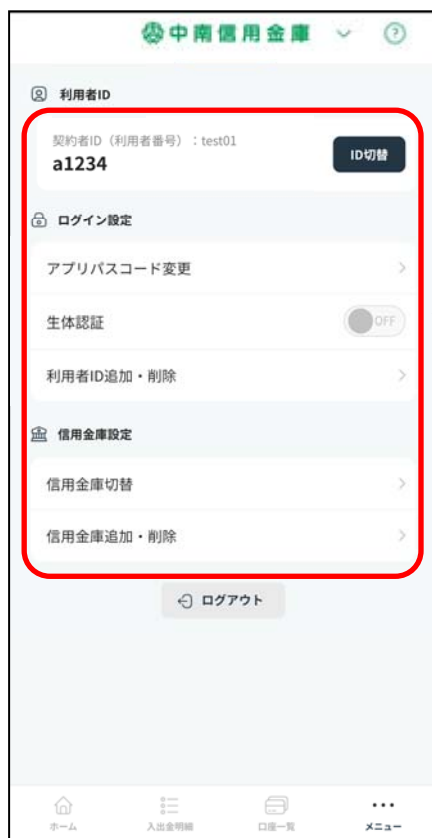 中南信用金庫
?
利用者ID
契約者ID（利用者番号）：test01
a1234
ID切替
ログイン設定
アプリパスコード変更
生体認証
OFF
利用者ID追加・削除
信用金庫設定
信用金庫切替
信用金庫追加・削除
ログアウト
ホーム
入出金明細
口座一覧
メニュー